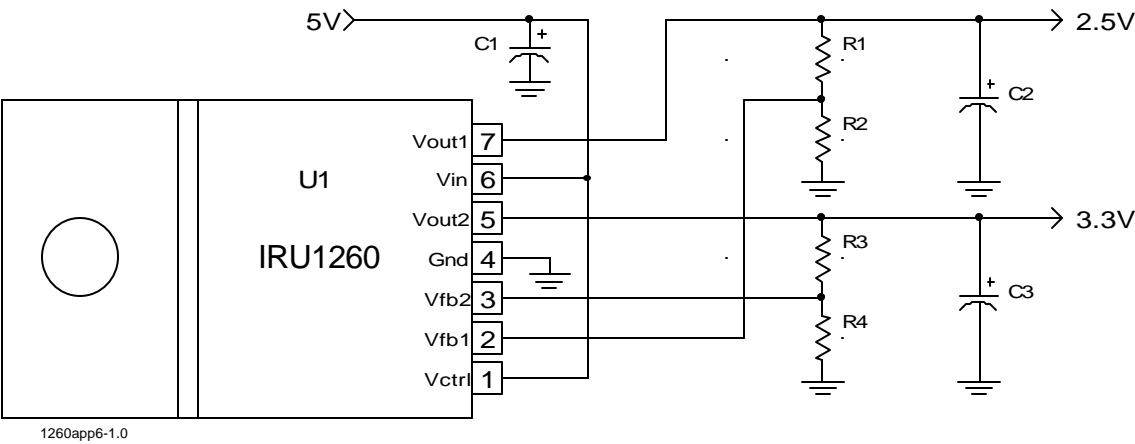 5V
C1
+
R1
2.5V
+
C2
R2
Vout1 7
U1
Vin 6
Vout2 5
3.3V
IRU1260
Gnd 4
R3
Vfb2 3
+
C3
R4
Vfb1 2
Vctrl 1
1260app6-1.0